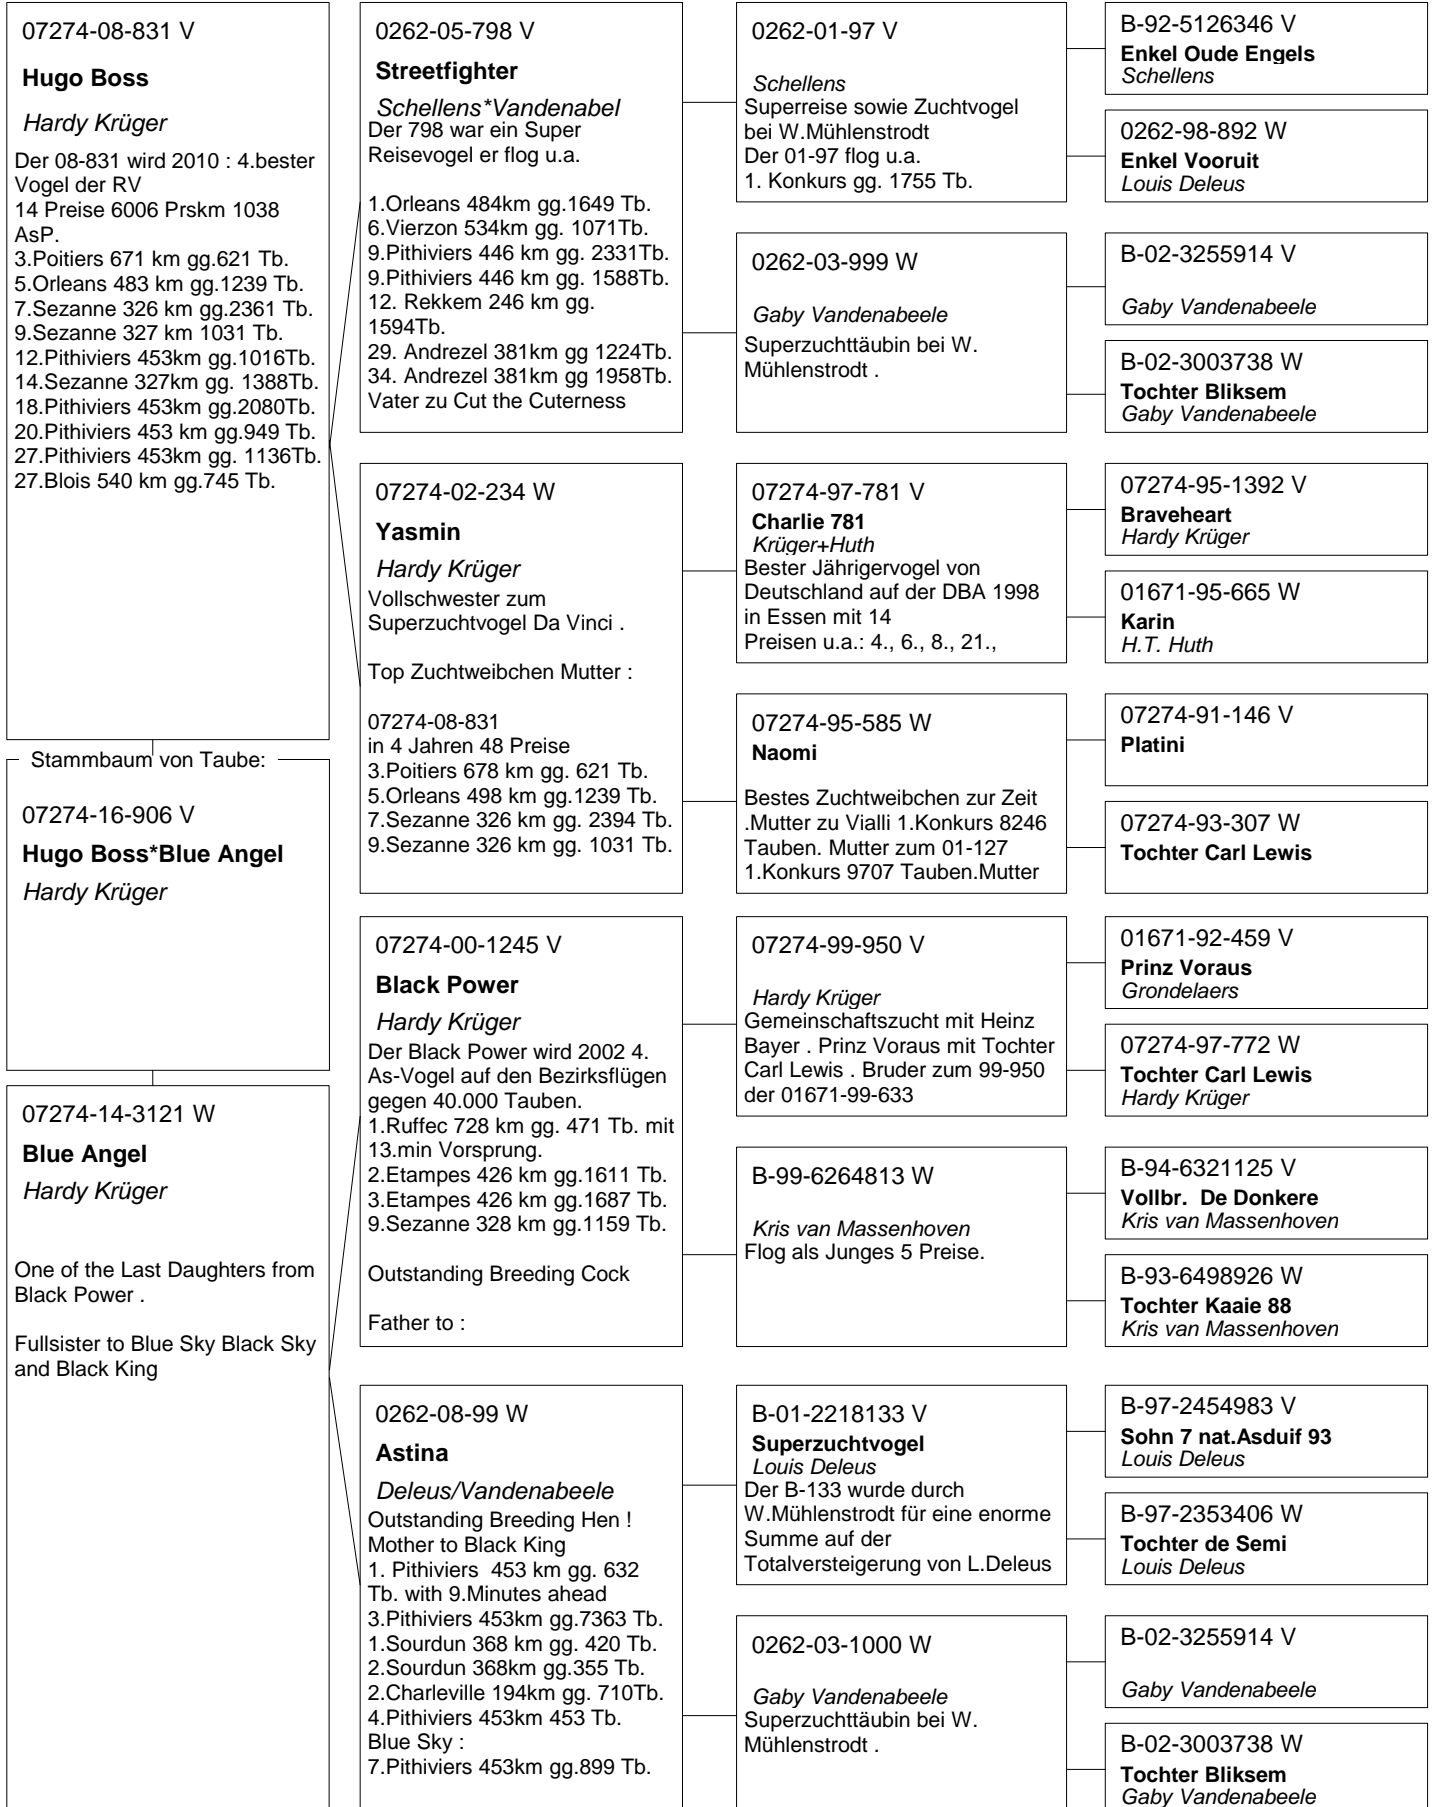 07274-08-831 V
Hugo Boss
Hardy Krüger
Der 08-831 wird 2010 : 4.bester
Vogel der RV
14 Preise 6006 Prskm 1038
AsP.
3.Poitiers 671 km gg.621 Tb.
5.Orleans 483 km gg.1239 Tb.
7.Sezanne 326 km gg.2361 Tb.
9.Sezanne 327 km 1031 Tb.
12.Pithiviers 453km gg.1016Tb.
14.Sezanne 327km gg. 1388Tb.
18.Pithiviers 453km gg.2080Tb.
20.Pithiviers 453 km gg.949 Tb.
27.Pithiviers 453km gg. 1136Tb.
27.Blois 540 km gg.745 Tb.
Stammbaum von Taube:
07274-16-906 V
Hugo Boss*Blue Angel
Hardy Krüger
07274-14-3121 W
Blue Angel
Hardy Krüger
One of the Last Daughters from
Black Power .
Fullsister to Blue Sky Black Sky
and Black King
0262-05-798 V
Streetfighter
Schellens*Vandenabel
Der 798 war ein Super
Reisevogel er flog u.a.
1.Orleans 484km gg.1649 Tb.
6.Vierzon 534km gg. 1071Tb.
9.Pithiviers 446 km gg. 2331Tb.
9.Pithiviers 446 km gg. 1588Tb.
12. Rekkem 246 km gg.
1594Tb.
29. Andrezel 381km gg 1224Tb.
34. Andrezel 381km gg 1958Tb.
Vater zu Cut the Cuterness
07274-02-234 W
Yasmin
Hardy Krüger
Vollschwester zum
Superzuchtvogel Da Vinci .
Top Zuchtweibchen Mutter :
07274-08-831
in 4 Jahren 48 Preise
3.Poitiers 678 km gg. 621 Tb.
5.Orleans 498 km gg.1239 Tb.
7.Sezanne 326 km gg. 2394 Tb.
9.Sezanne 326 km gg. 1031 Tb.
07274-00-1245 V
Black Power
Hardy Krüger
Der Black Power wird 2002 4.
As-Vogel auf den Bezirksflügen
gegen 40.000 Tauben.
1.Ruffec 728 km gg. 471 Tb. mit
13.min Vorsprung.
2.Etampes 426 km gg.1611 Tb.
3.Etampes 426 km gg.1687 Tb.
9.Sezanne 328 km gg.1159 Tb.
Outstanding Breeding Cock
Father to :
0262-08-99 W
Astina
Deleus/Vandenabeele
Outstanding Breeding Hen !
Mother to Black King
1. Pithiviers  453 km gg. 632
Tb. with 9.Minutes ahead
3.Pithiviers 453km gg.7363 Tb.
1.Sourdun 368 km gg. 420 Tb.
2.Sourdun 368km gg.355 Tb.
2.Charleville 194km gg. 710Tb.
4.Pithiviers 453km 453 Tb.
Blue Sky :
7.Pithiviers 453km gg.899 Tb.
0262-01-97 V
Schellens
Superreise sowie Zuchtvogel
bei W.Mühlenstrodt
Der 01-97 flog u.a.
1. Konkurs gg. 1755 Tb.
0262-03-999 W
Gaby Vandenabeele
Superzuchttäubin bei W.
Mühlenstrodt .
07274-97-781 V
Charlie 781
Krüger+Huth
Bester Jährigervogel von
Deutschland auf der DBA 1998
in Essen mit 14
Preisen u.a.: 4., 6., 8., 21.,
07274-95-585 W
Naomi
Bestes Zuchtweibchen zur Zeit
.Mutter zu Vialli 1.Konkurs 8246
Tauben. Mutter zum 01-127
1.Konkurs 9707 Tauben.Mutter
07274-99-950 V
Hardy Krüger
Gemeinschaftszucht mit Heinz
Bayer . Prinz Voraus mit Tochter
Carl Lewis . Bruder zum 99-950
der 01671-99-633
B-99-6264813 W
Kris van Massenhoven
Flog als Junges 5 Preise.
B-01-2218133 V
Superzuchtvogel
Louis Deleus
Der B-133 wurde durch
W.Mühlenstrodt für eine enorme
Summe auf der
Totalversteigerung von L.Deleus
0262-03-1000 W
Gaby Vandenabeele
Superzuchttäubin bei W.
Mühlenstrodt .
B-92-5126346 V
Enkel Oude Engels
Schellens
0262-98-892 W
Enkel Vooruit
Louis Deleus
B-02-3255914 V
Gaby Vandenabeele
B-02-3003738 W
Tochter Bliksem
Gaby Vandenabeele
07274-95-1392 V
Braveheart
Hardy Krüger
01671-95-665 W
Karin
H.T. Huth
07274-91-146 V
Platini
07274-93-307 W
Tochter Carl Lewis
01671-92-459 V
Prinz Voraus
Grondelaers
07274-97-772 W
Tochter Carl Lewis
Hardy Krüger
B-94-6321125 V
Vollbr.  De Donkere
Kris van Massenhoven
B-93-6498926 W
Tochter Kaaie 88
Kris van Massenhoven
B-97-2454983 V
Sohn 7 nat.Asduif 93
Louis Deleus
B-97-2353406 W
Tochter de Semi
Louis Deleus
B-02-3255914 V
Gaby Vandenabeele
B-02-3003738 W
Tochter Bliksem
Gaby Vandenabeele